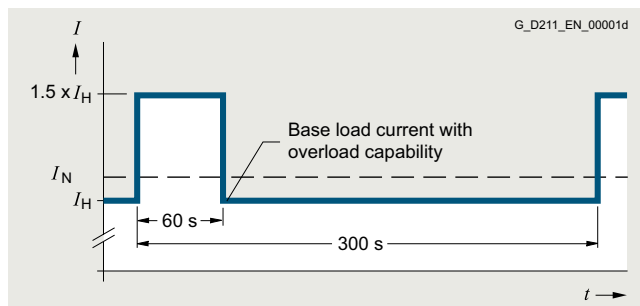 G_D211_EN_00001d
I
1.5 x IH
Base load current with
overload capability
IN
IH
60 s
300 s
t